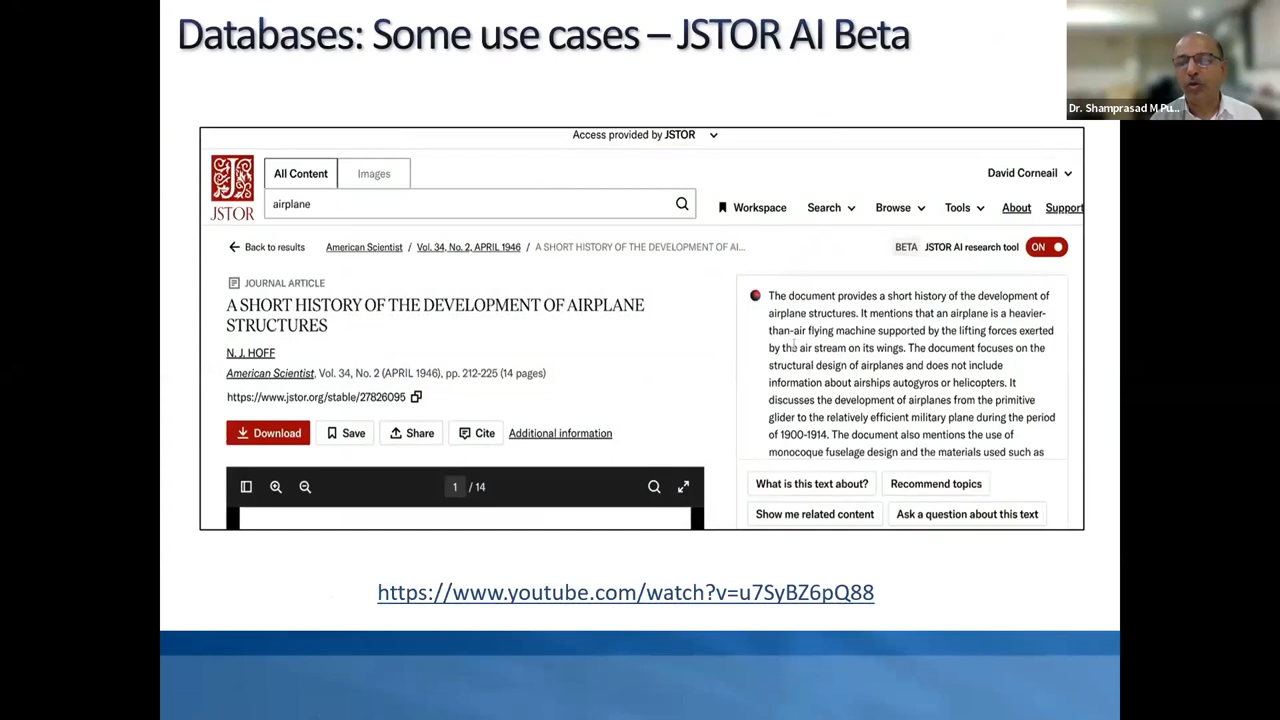 Databases: Some use cases – JSTOR AI Beta
Dr. Shamprasad M Pu...
Access provided by JSTOR
JSTOR
All Content
Images
David Corneail
airplane
Workspace
Search
Browse
Tools
About
Support
Back to results
American Scientist / Vol. 34, No. 2, APRIL 1946 / A SHORT HISTORY OF THE DEVELOPMENT OF AI...
BETA JSTOR AI research tool ON
JOURNAL ARTICLE
A SHORT HISTORY OF THE DEVELOPMENT OF AIRPLANE
STRUCTURES
N. J. HOFF
American Scientist, Vol. 34, No. 2 (APRIL 1946), pp. 212-225 (14 pages)
https://www.jstor.org/stable/27826095
Download
Save
Share
Cite
Additional information
1 / 14
The document provides a short history of the development of
airplane structures. It mentions that an airplane is a heavier-
than-air flying machine supported by the lifting forces exerted
by the air stream on its wings. The document focuses on the
structural design of airplanes and does not include
information about airships autogyros or helicopters. It
discusses the development of airplanes from the primitive
glider to the relatively efficient military plane during the period
of 1900-1914. The document also mentions the use of
monocoque fuselage design and the materials used such as
What is this text about?
Recommend topics
Show me related content
Ask a question about this text
https://www.youtube.com/watch?v=u7SyBZ6pQ88